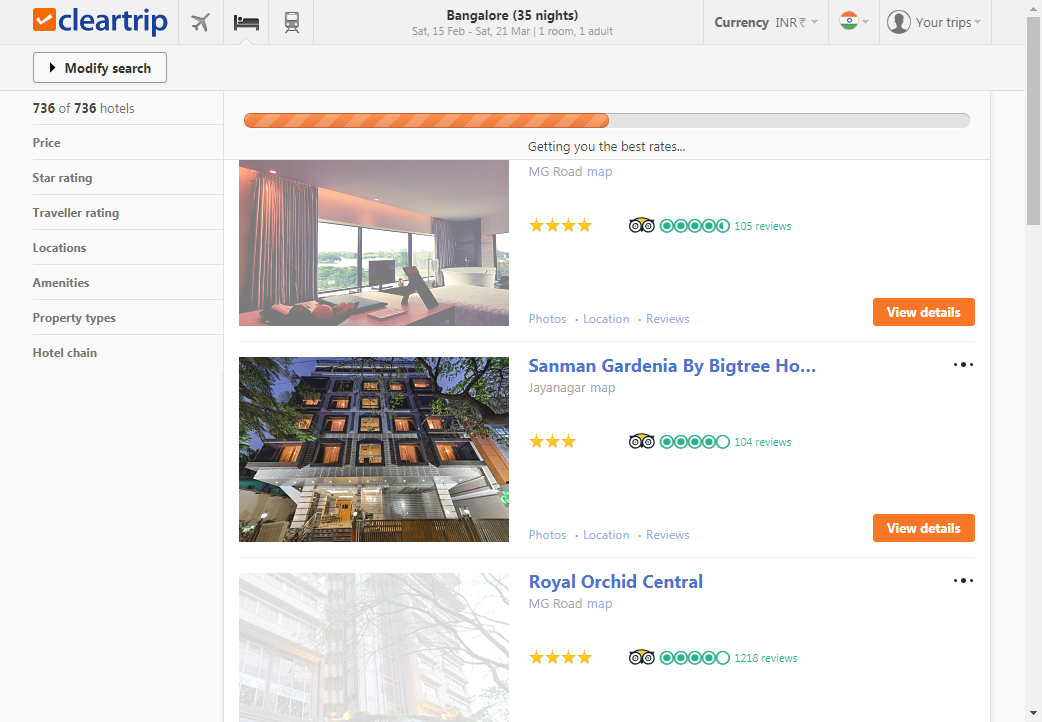 cleartrip
Bangalore (35 nights)
Sat, 15 Feb - Sat, 21 Mar | 1 room, 1 adult
Currency INR₹
Your trips
Modify search
736 of 736 hotels
Price
Star rating
Traveller rating
Locations
Amenities
Property types
Hotel chain
Getting you the best rates...
MG Road map
105 reviews
Photos • Location • Reviews
View details
Sanman Gardenia By Bigtree Ho...
Jayanagar map
104 reviews
Photos • Location • Reviews
View details
Royal Orchid Central
MG Road map
1218 reviews